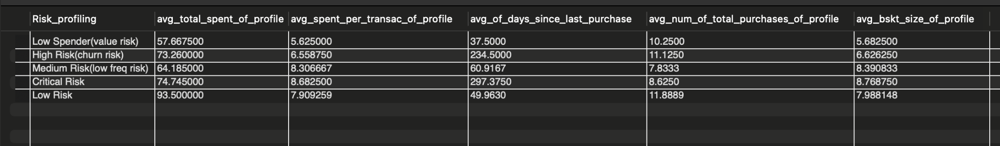 Risk_profiling avg_total_spent_of_profile avg_spent_per_transac_of_profile avg_of_days_since_last_purchase avg_num_of_total_purchases_of_profile avg_bskt_size_of_profile
Low Spender(value risk) 57.667500 5.625000 37.5000 10.2500 5.682500
High Risk(churn risk) 73.260000 6.558750 234.5000 11.1250 6.626250
Medium Risk(low freq risk) 64.185000 8.306667 60.9167 7.8333 8.390833
Critical Risk 74.745000 8.682500 297.3750 8.6250 8.768750
Low Risk 93.500000 7.909259 49.9630 11.8889 7.988148